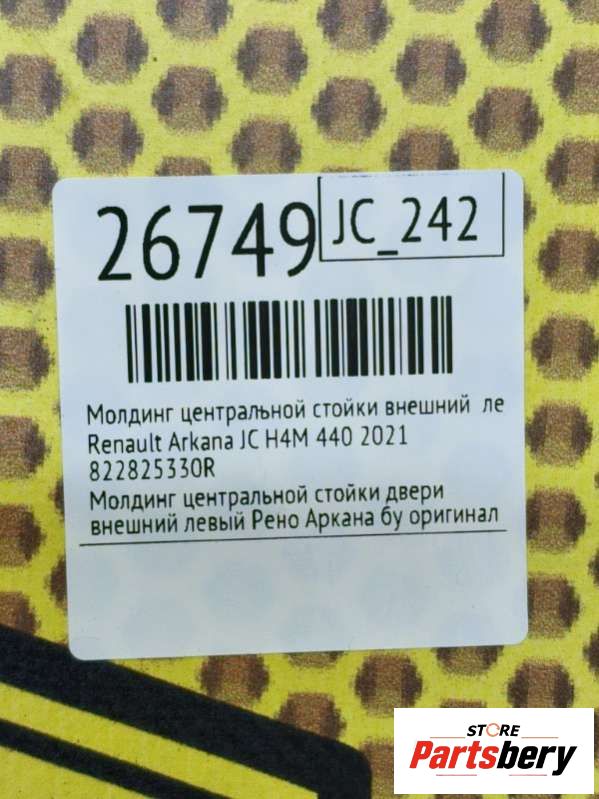 26749
JC_242
Молдинг центральной стойки внешний ле
Renault Arkana JC H4M 440 2021
822825330R
Молдинг центральной стойки двери
внешний левый Рено Аркана бу оригинал
STORE
Partsbery